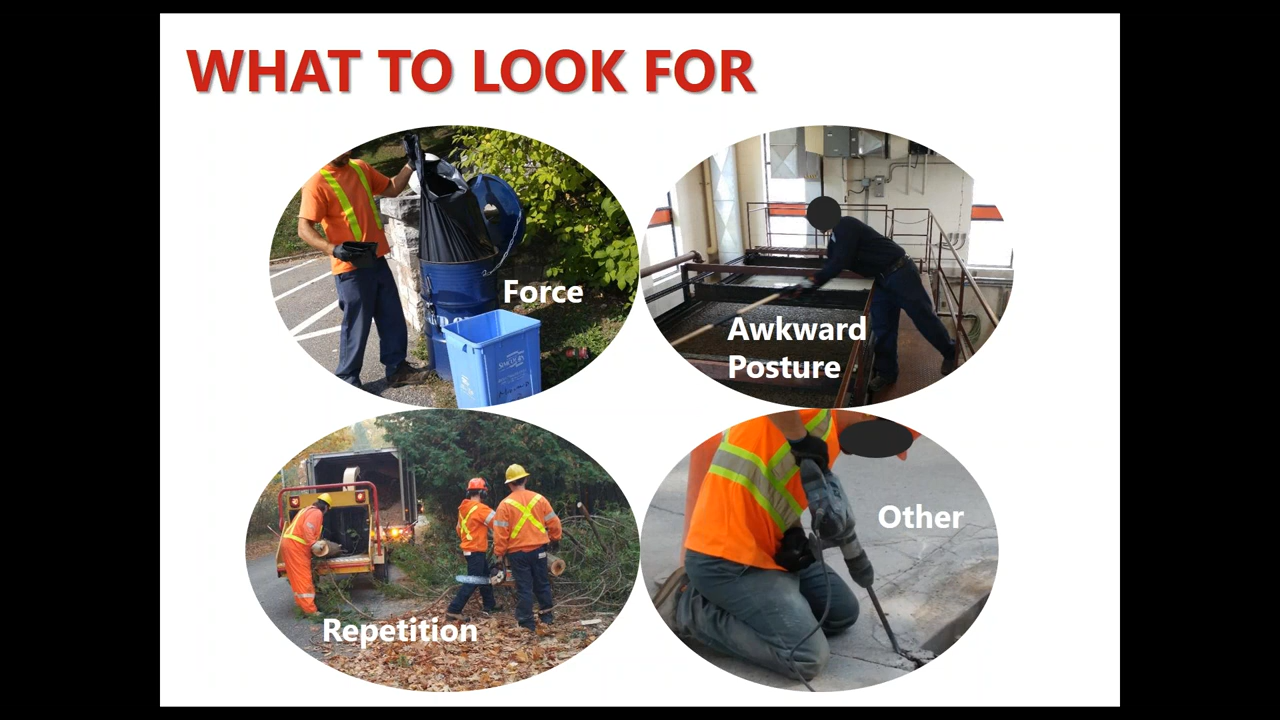 WHAT TO LOOK FOR
Force
Awkward
Posture
Repetition
Other